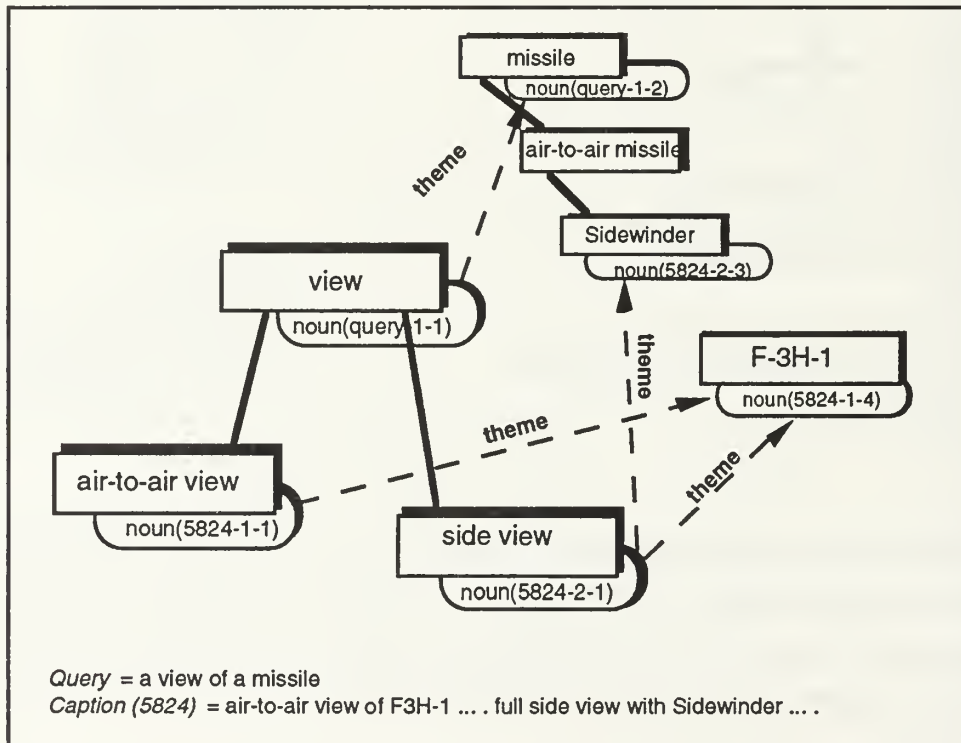 missile
noun(query-1-2)
air-to-air missile
theme
Sidewinder
noun(5824-2-3)
view
noun(query-1-1)
theme
F-3H-1
noun(5824-1-4)
theme
theme
air-to-air view
noun(5824-1-1)
side view
noun(5824-2-1)
Query = a view of a missile
Caption (5824) = air-to-air view of F3H-1 ... . full side view with Sidewinder ... .